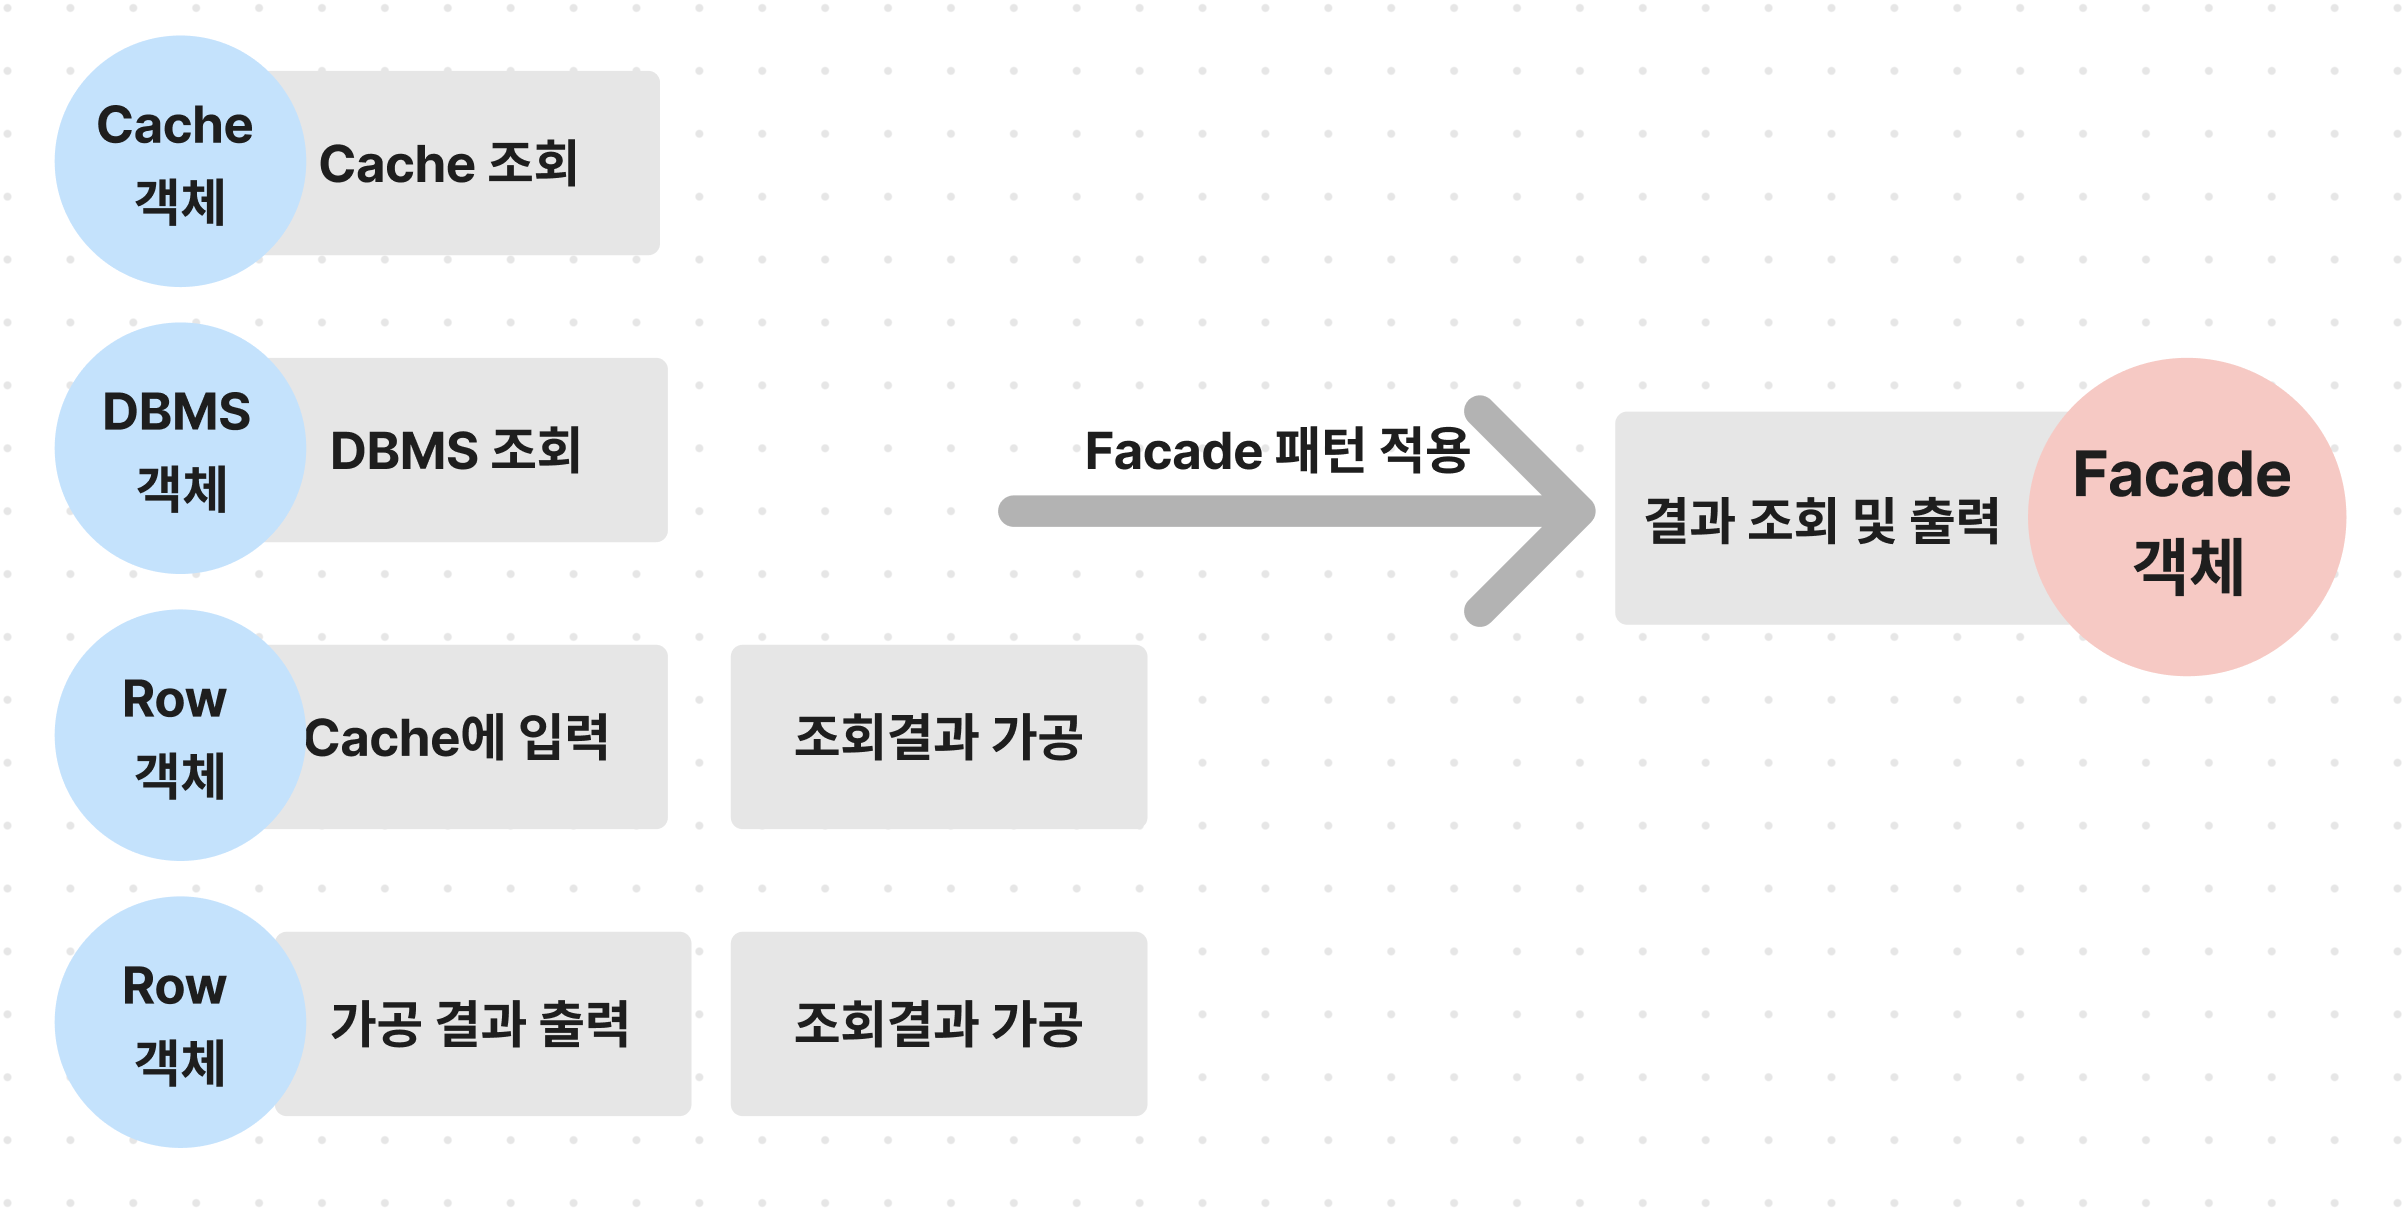 Cache
객체
Cache 조회
DBMS
객체
DBMS 조회
Facade 패턴 적용
결과 조회 및 출력
Facade
객체
Row
객체
Cache에 입력
조회결과 가공
Row
객체
가공 결과 출력
조회결과 가공